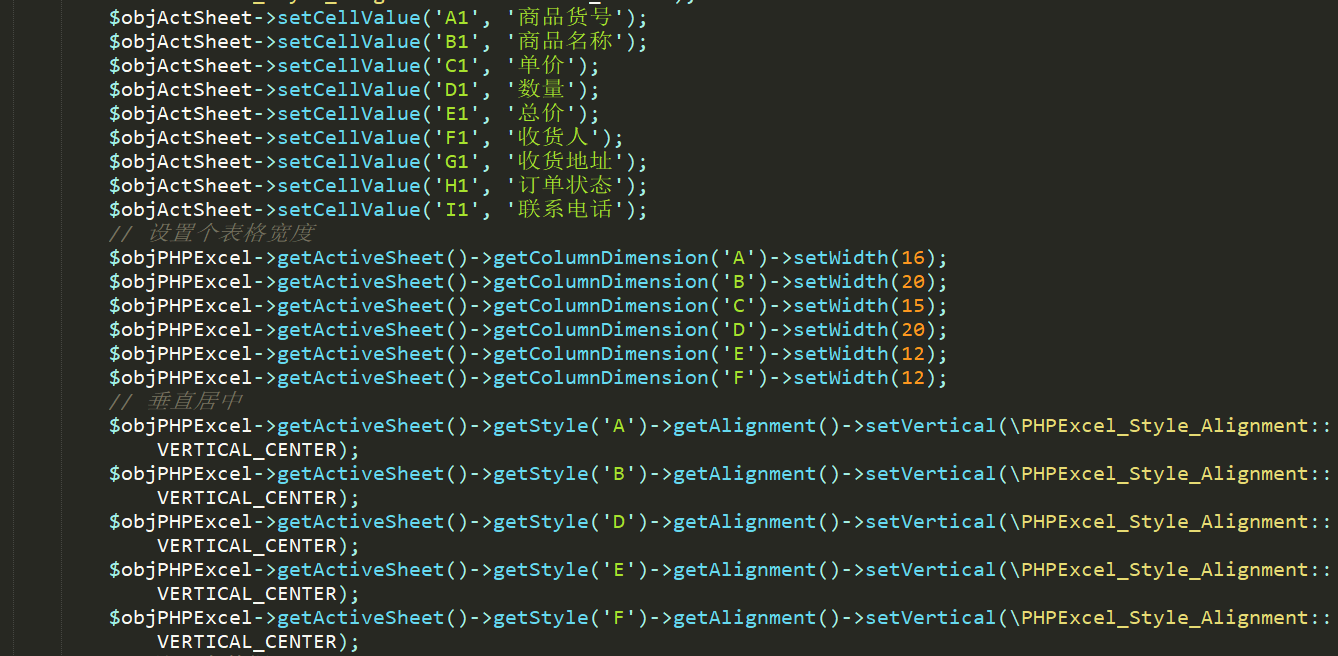 $objActSheet->setCellValue('A1', '商品货号');
$objActSheet->setCellValue('B1', '商品名称');
$objActSheet->setCellValue('C1', '单价');
$objActSheet->setCellValue('D1', '数量');
$objActSheet->setCellValue('E1', '总价');
$objActSheet->setCellValue('F1', '收货人');
$objActSheet->setCellValue('G1', '收货地址');
$objActSheet->setCellValue('H1', '订单状态');
$objActSheet->setCellValue('I1', '联系电话');
// 设置个表格宽度
$objPHPExcel->getActiveSheet()->getColumnDimension('A')->setWidth(16);
$objPHPExcel->getActiveSheet()->getColumnDimension('B')->setWidth(20);
$objPHPExcel->getActiveSheet()->getColumnDimension('C')->setWidth(15);
$objPHPExcel->getActiveSheet()->getColumnDimension('D')->setWidth(20);
$objPHPExcel->getActiveSheet()->getColumnDimension('E')->setWidth(12);
$objPHPExcel->getActiveSheet()->getColumnDimension('F')->setWidth(12);
// 垂直居中
$objPHPExcel->getActiveSheet()->getStyle('A')->getAlignment()->setVertical(\PHPExcel_Style_Alignment::
VERTICAL_CENTER);
$objPHPExcel->getActiveSheet()->getStyle('B')->getAlignment()->setVertical(\PHPExcel_Style_Alignment::
VERTICAL_CENTER);
$objPHPExcel->getActiveSheet()->getStyle('D')->getAlignment()->setVertical(\PHPExcel_Style_Alignment::
VERTICAL_CENTER);
$objPHPExcel->getActiveSheet()->getStyle('E')->getAlignment()->setVertical(\PHPExcel_Style_Alignment::
VERTICAL_CENTER);
$objPHPExcel->getActiveSheet()->getStyle('F')->getAlignment()->setVertical(\PHPExcel_Style_Alignment::
VERTICAL_CENTER);